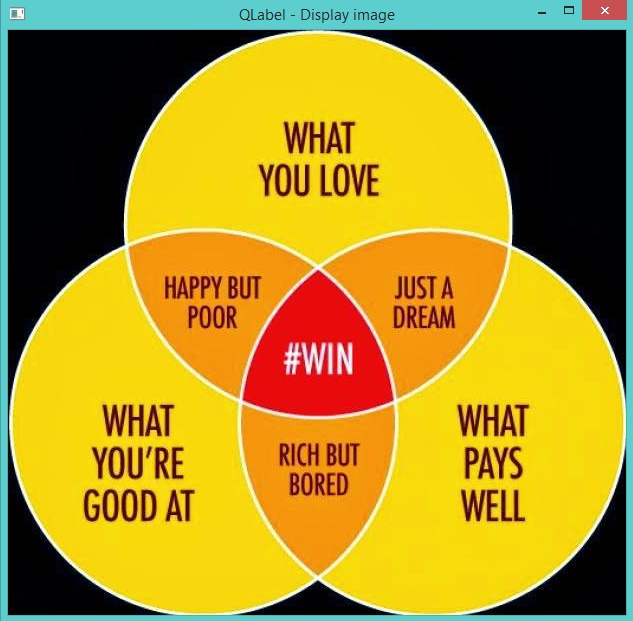 QLabel - Display image
WHAT
YOU LOVE
HAPPY BUT
POOR
JUST A
DREAM
#WIN
WHAT
YOU'RE
GOOD AT
RICH BUT
BORED
WHAT
PAYS
WELL